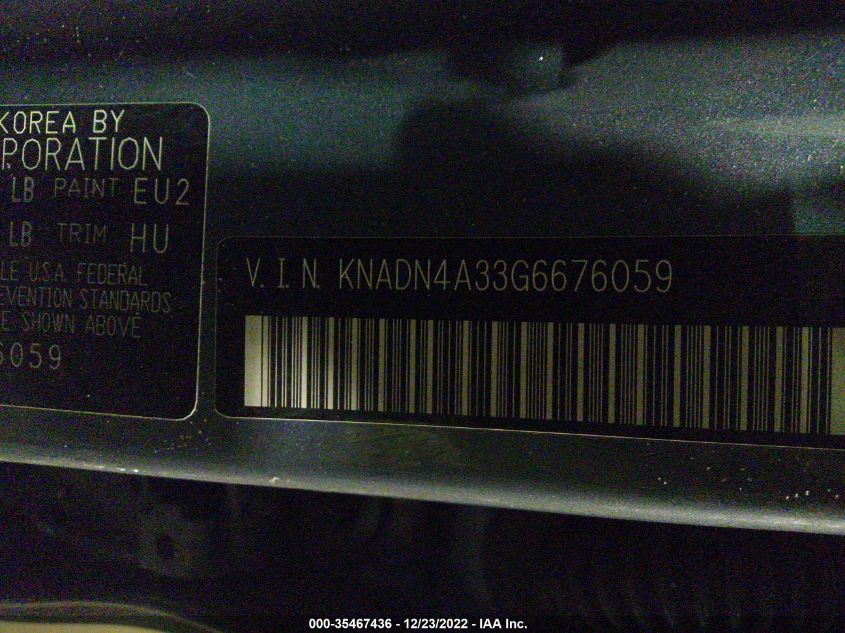 KOREA BY
PORATION
LB PAINT EU2
LB TRIM HU
LE U.S.A. FEDERAL
EVENTION STANDARDS
E SHOWN ABOVE
6059
V.I.N. KNADN4A33G6676059
000-35467436 - 12/23/2022 - IAA Inc.